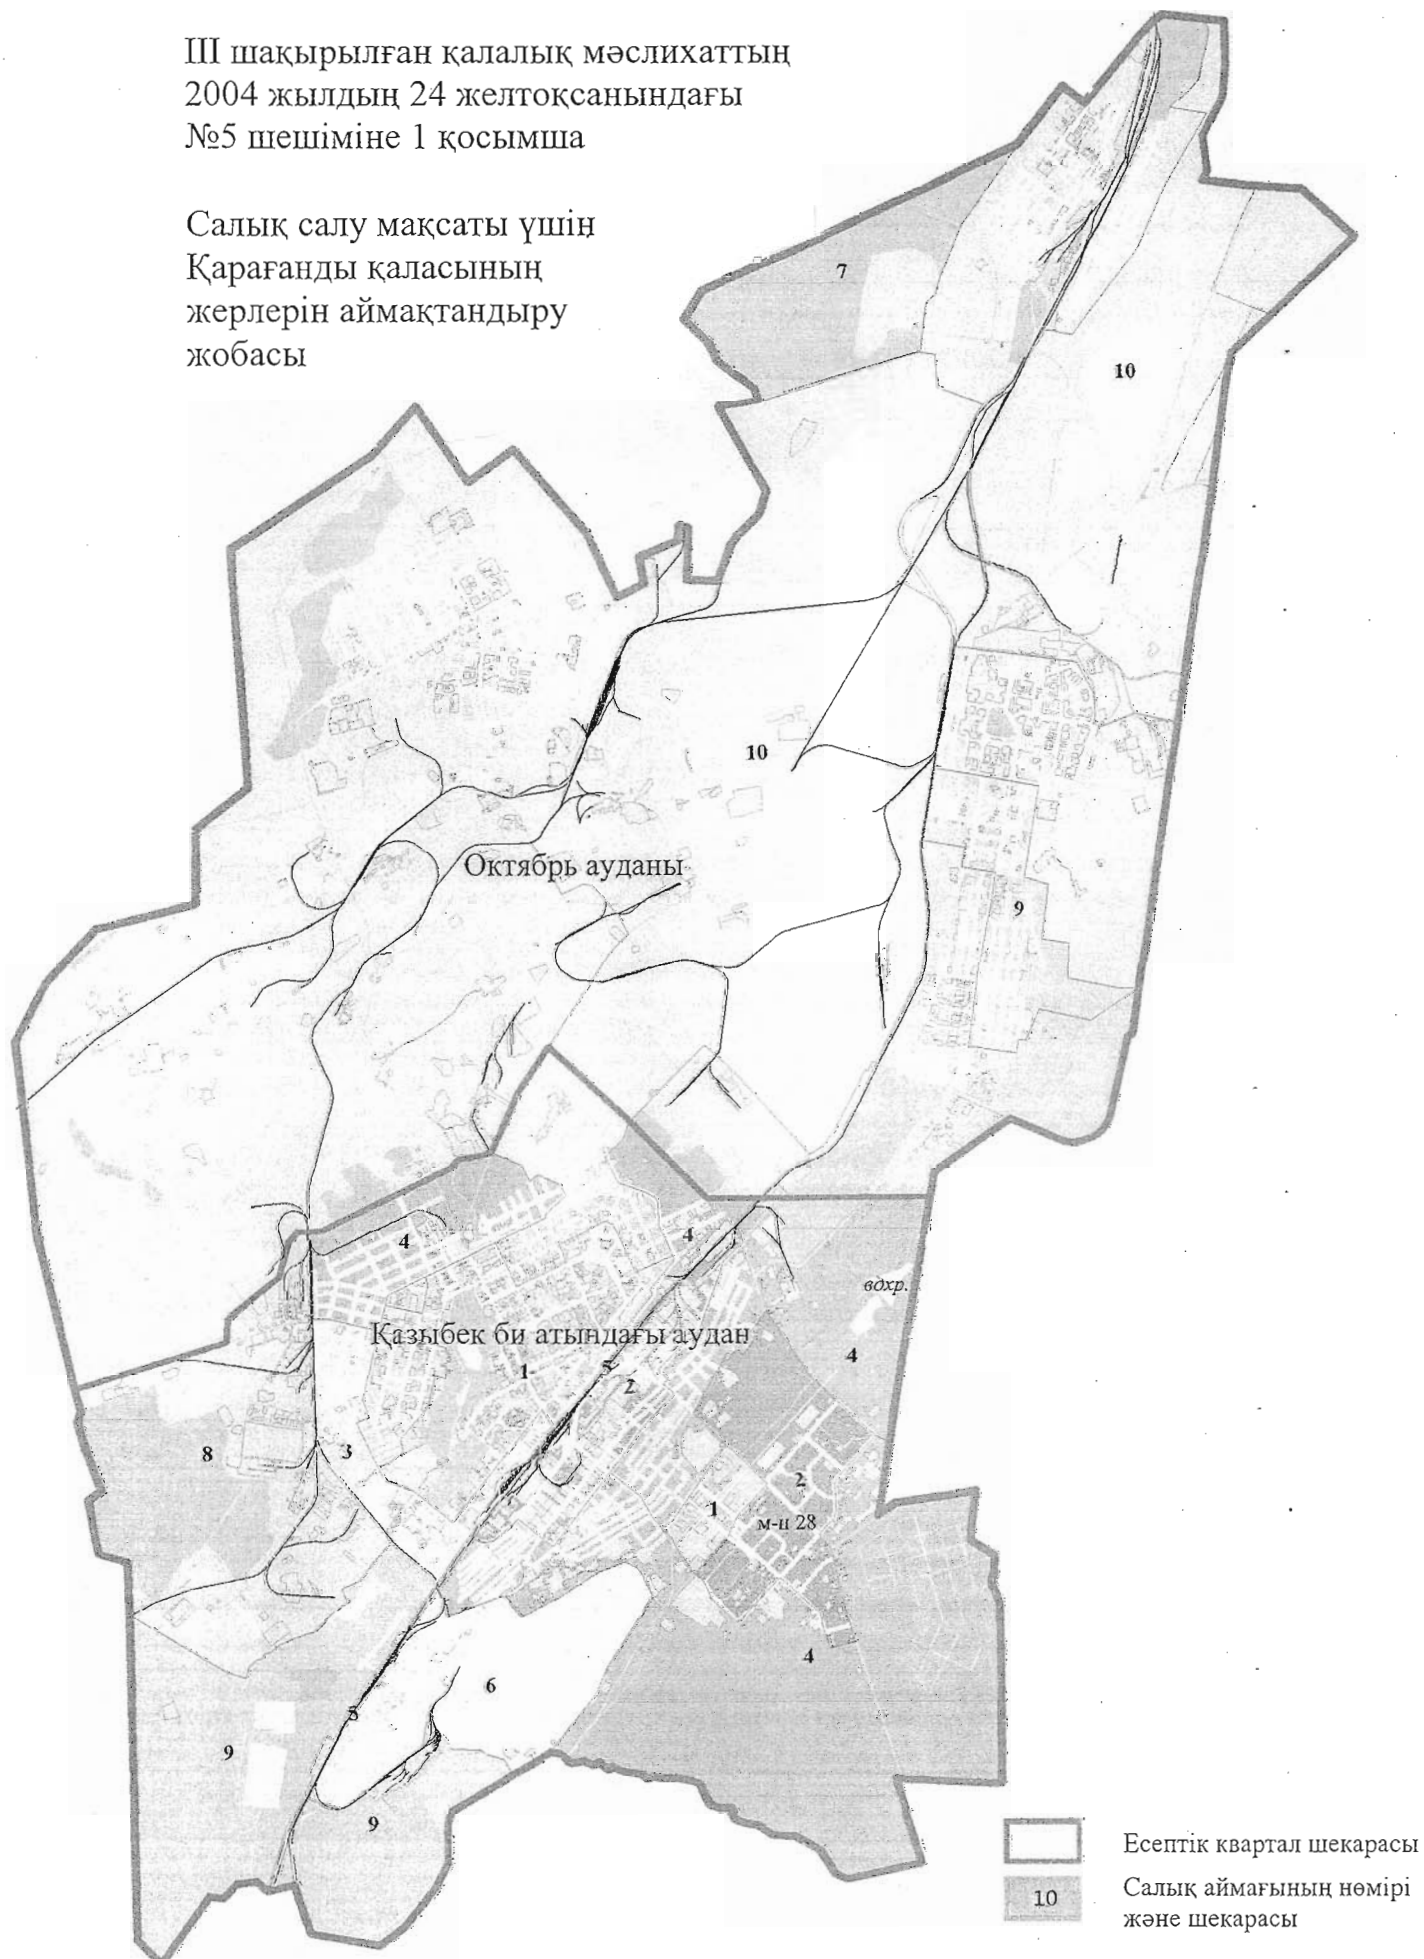 III шақырылған қалалық мәслихаттың
2004 жылдың 24 желтоқсанындағы
№5 шешіміне 1 қосымша
Салық салу мақсаты үшін
Қарағанды қаласының
жерлерін аймақтандыру
жобасы
7
10
10
Октябрь ауданы
9
4
4
вдхр.
Қазыбек би атындағы аудан
4
1
5
2
8
3
2
1
м-н 28
4
6
5
9
9
Есептік квартал шекарасы
10
Салық аймағының нөмірі
және шекарасы